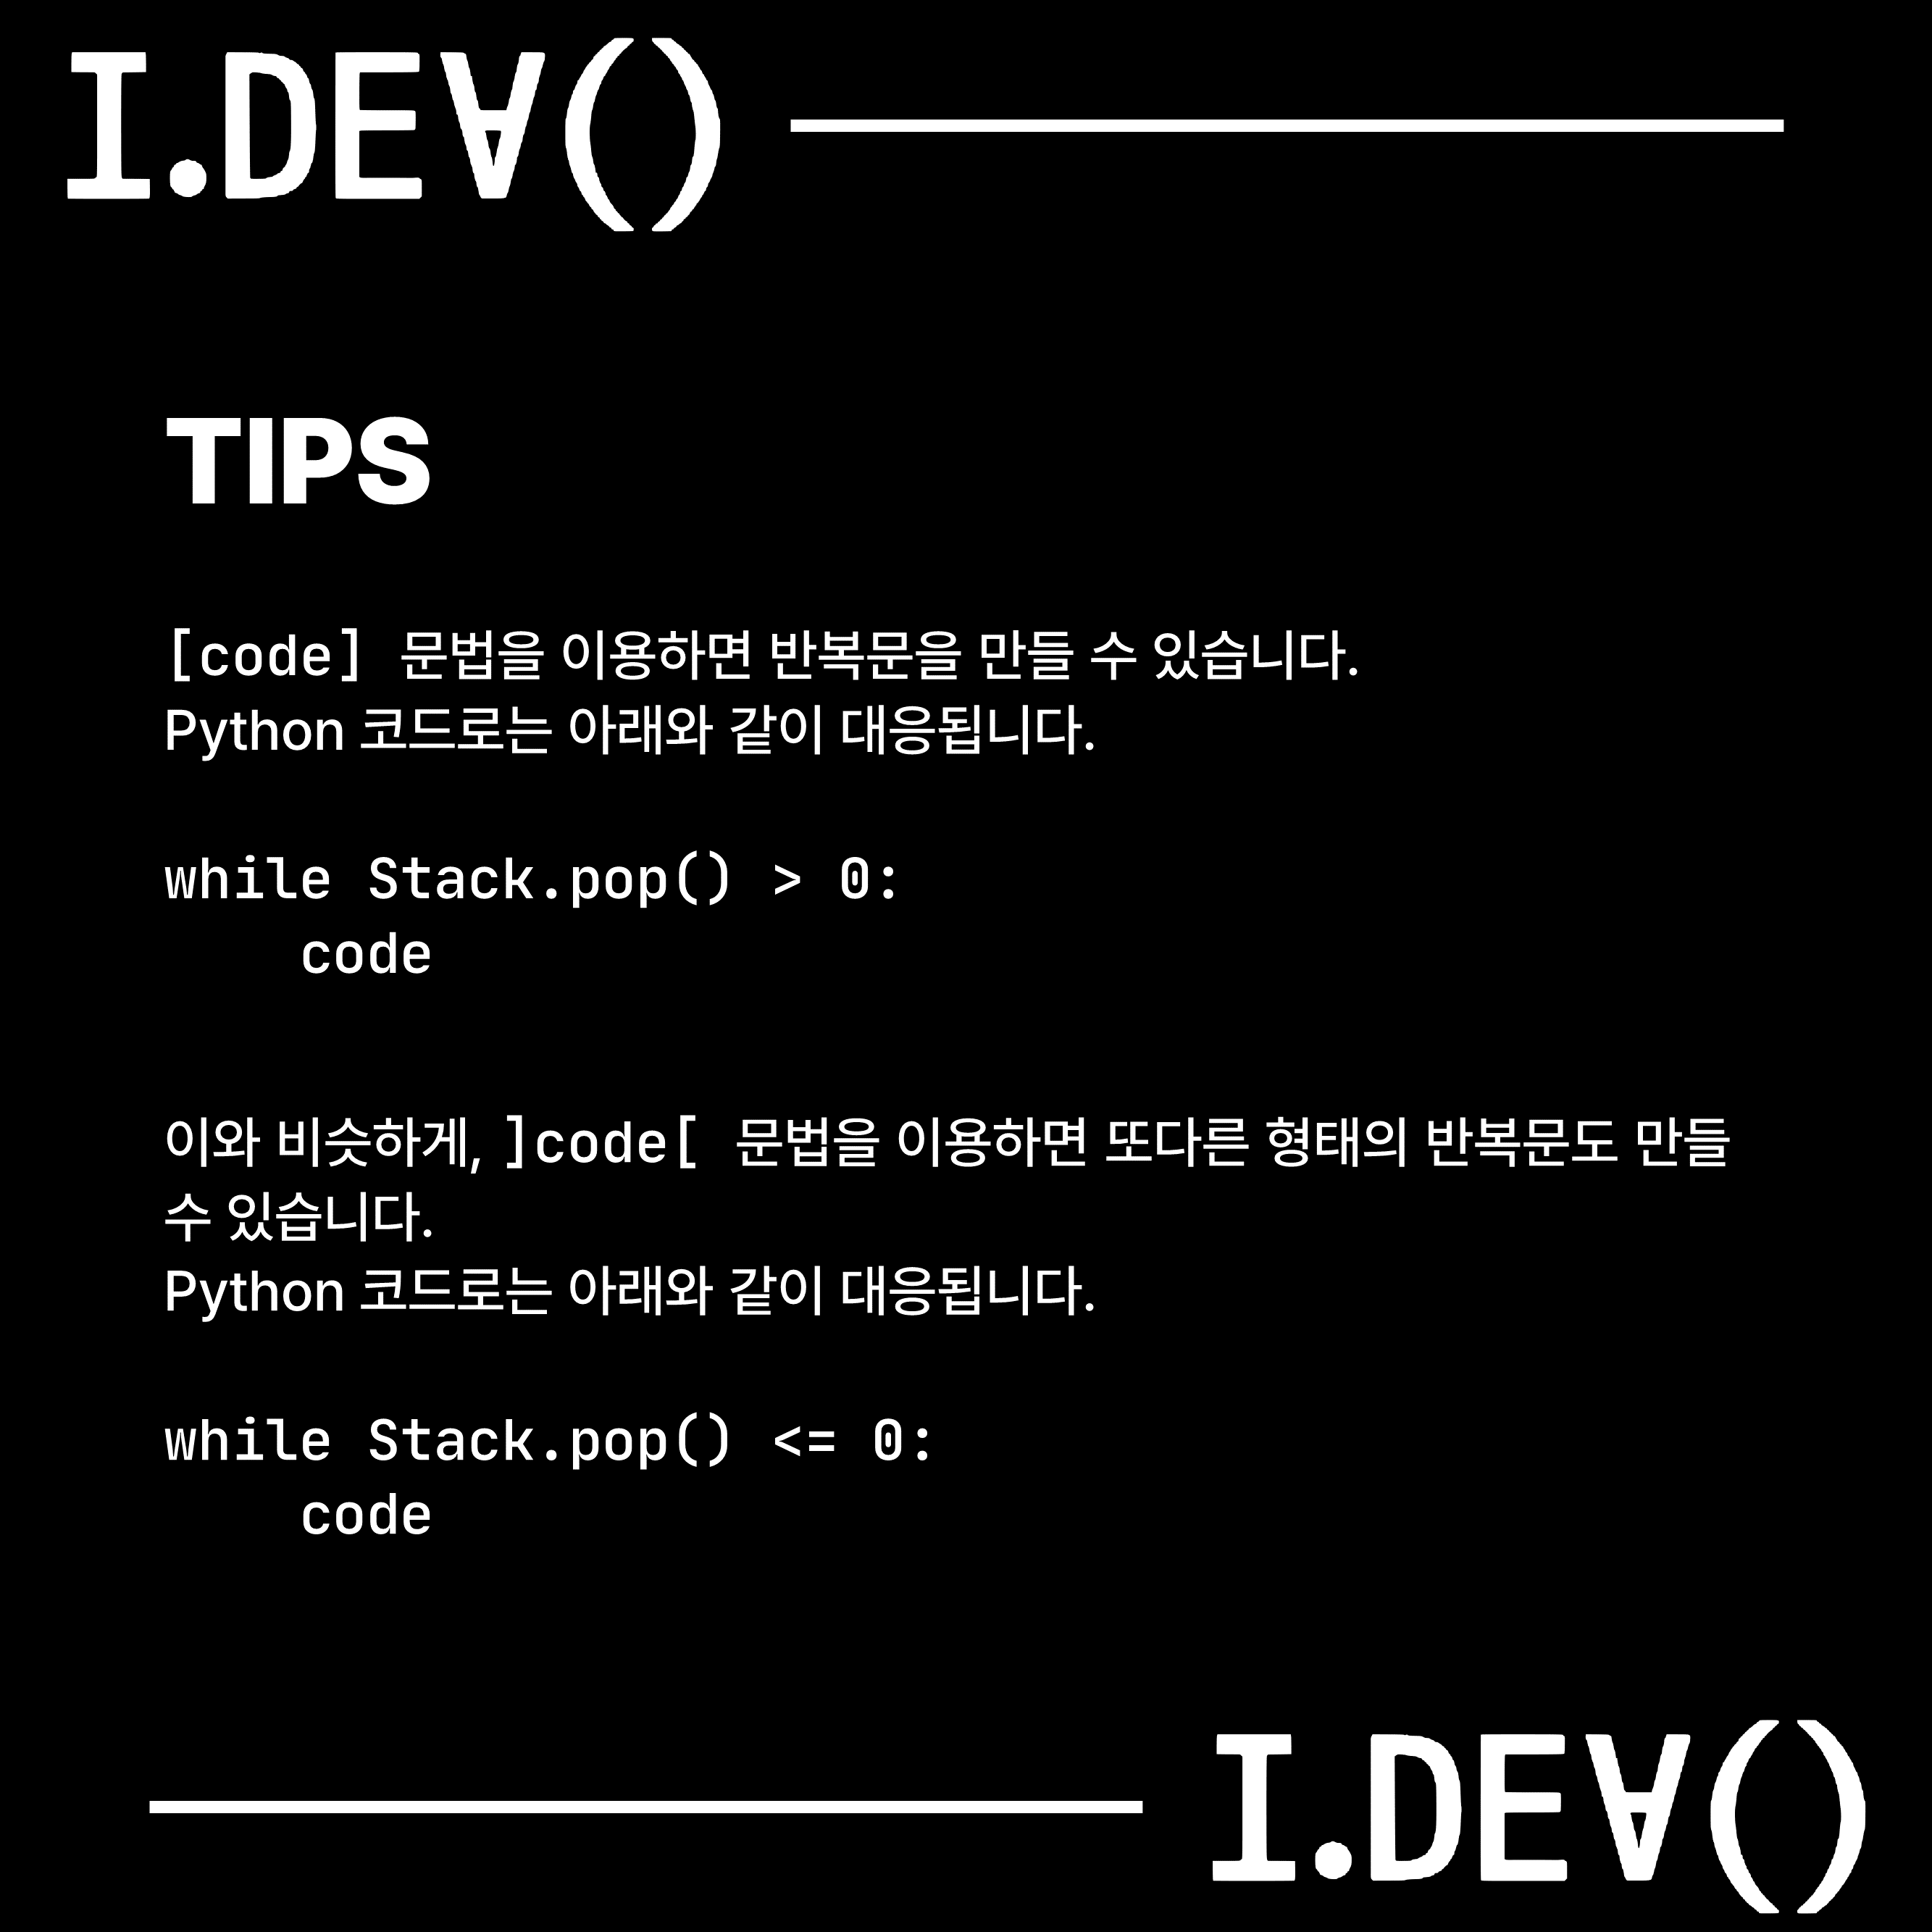 I.DEV()
TIPS
[code] 문법을 이용하면 반복문을 만들 수 있습니다.
Python 코드로는 아래와 같이 대응됩니다.
while Stack.pop() > 0:
    code
이와 비슷하게, ]code[ 문법을 이용하면 또다른 형태의 반복문도 만들
수 있습니다.
Python 코드로는 아래와 같이 대응됩니다.
while Stack.pop() <= 0:
    code
I.DEV()